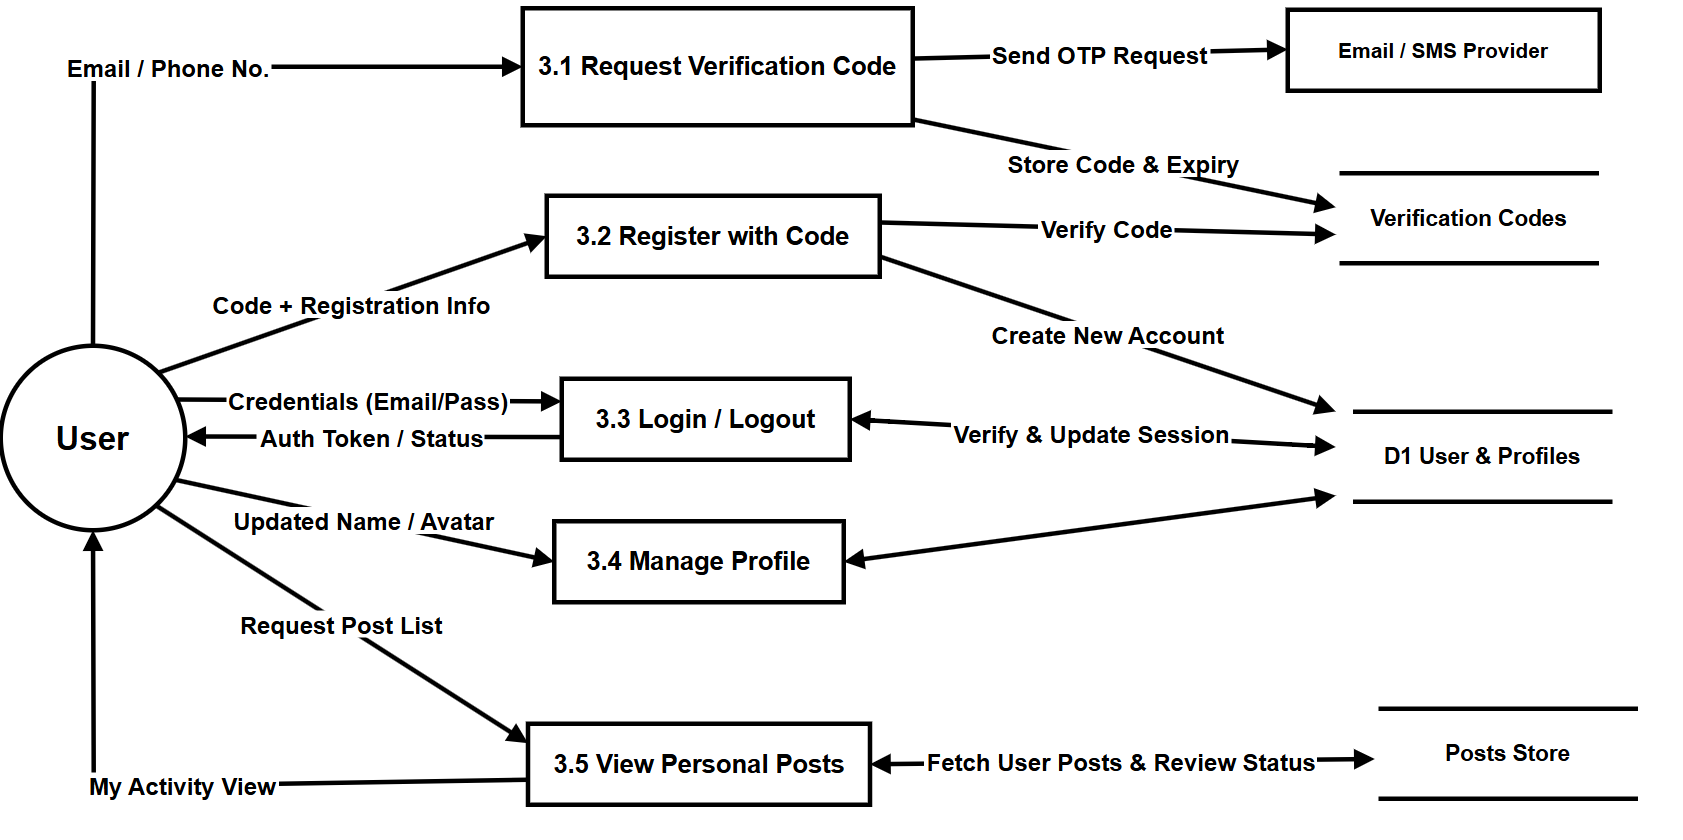 Email / Phone No.
3.1 Request Verification Code
Send OTP Request
Email / SMS Provider
Store Code & Expiry
Verification Codes
3.2 Register with Code
Verify Code
Code + Registration Info
Create New Account
User
Credentials (Email/Pass)
Auth Token / Status
3.3 Login / Logout
Verify & Update Session
D1 User & Profiles
Updated Name / Avatar
3.4 Manage Profile
Request Post List
3.5 View Personal Posts
Fetch User Posts & Review Status
Posts Store
My Activity View